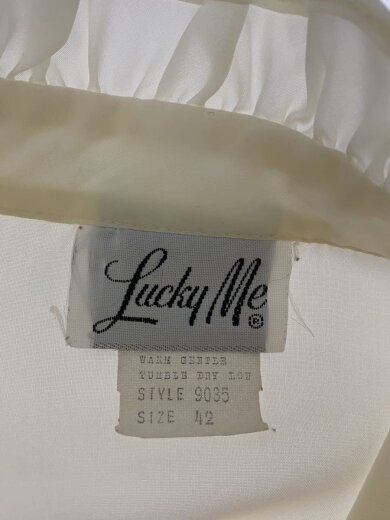 Lucky Me ®
WARM GENTLE
TUMBLE DRY LOW
STYLE 9035
SIZE 42